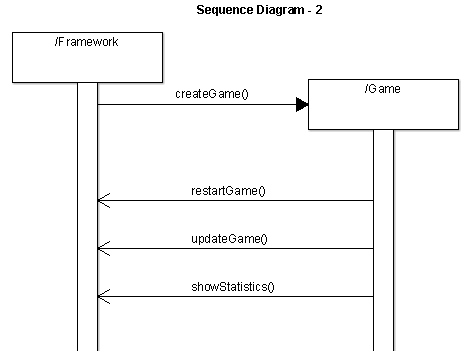 Sequence Diagram - 2
/Framework
/Game
createGame()
restartGame()
updateGame()
showStatistics()